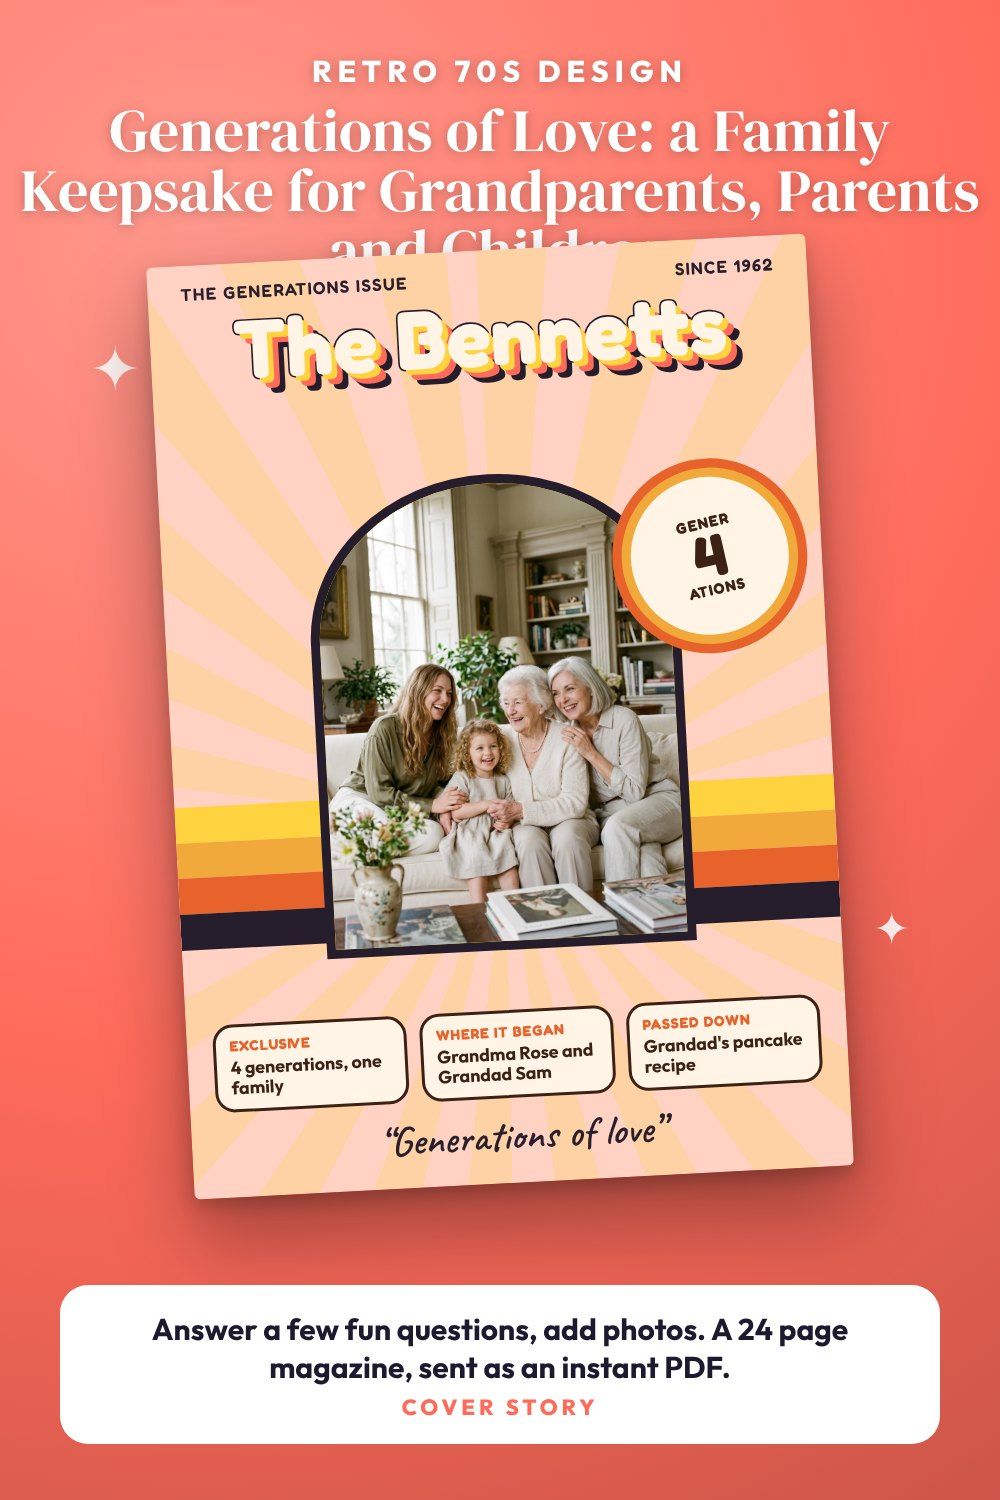 RETRO 70S DESIGN
Generations of Love: a Family
Keepsake for Grandparents, Parents
and
THE GENERATIONS ISSUE
SINCE 1962
The Bennetts
GENER
4
ATIONS
EXCLUSIVE
4 generations, one
family
WHERE IT BEGAN
Grandma Rose and
Grandad Sam
PASSED DOWN
Grandad's pancake
recipe
“Generations of love”
Answer a few fun questions, add photos. A 24 page
magazine, sent as an instant PDF.
COVER STORY